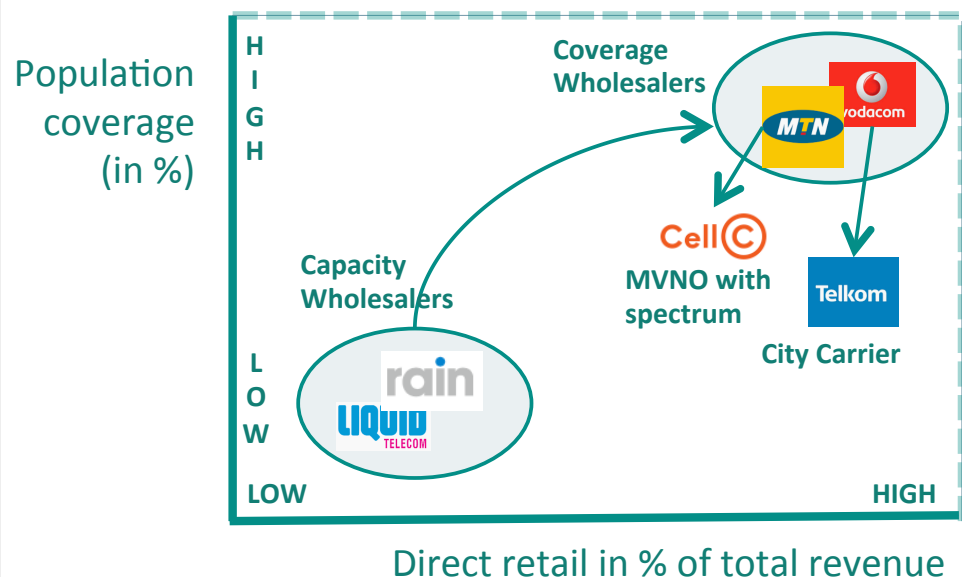 Population
coverage
(in %)
H
I
G
H
Coverage
Wholesalers
MTN
vodacom
Cell C
MVNO with
spectrum
Telkom
City Carrier
Capacity
Wholesalers
rain
LIQUID
TELECOM
L
O
W
LOW
HIGH
Direct retail in % of total revenue